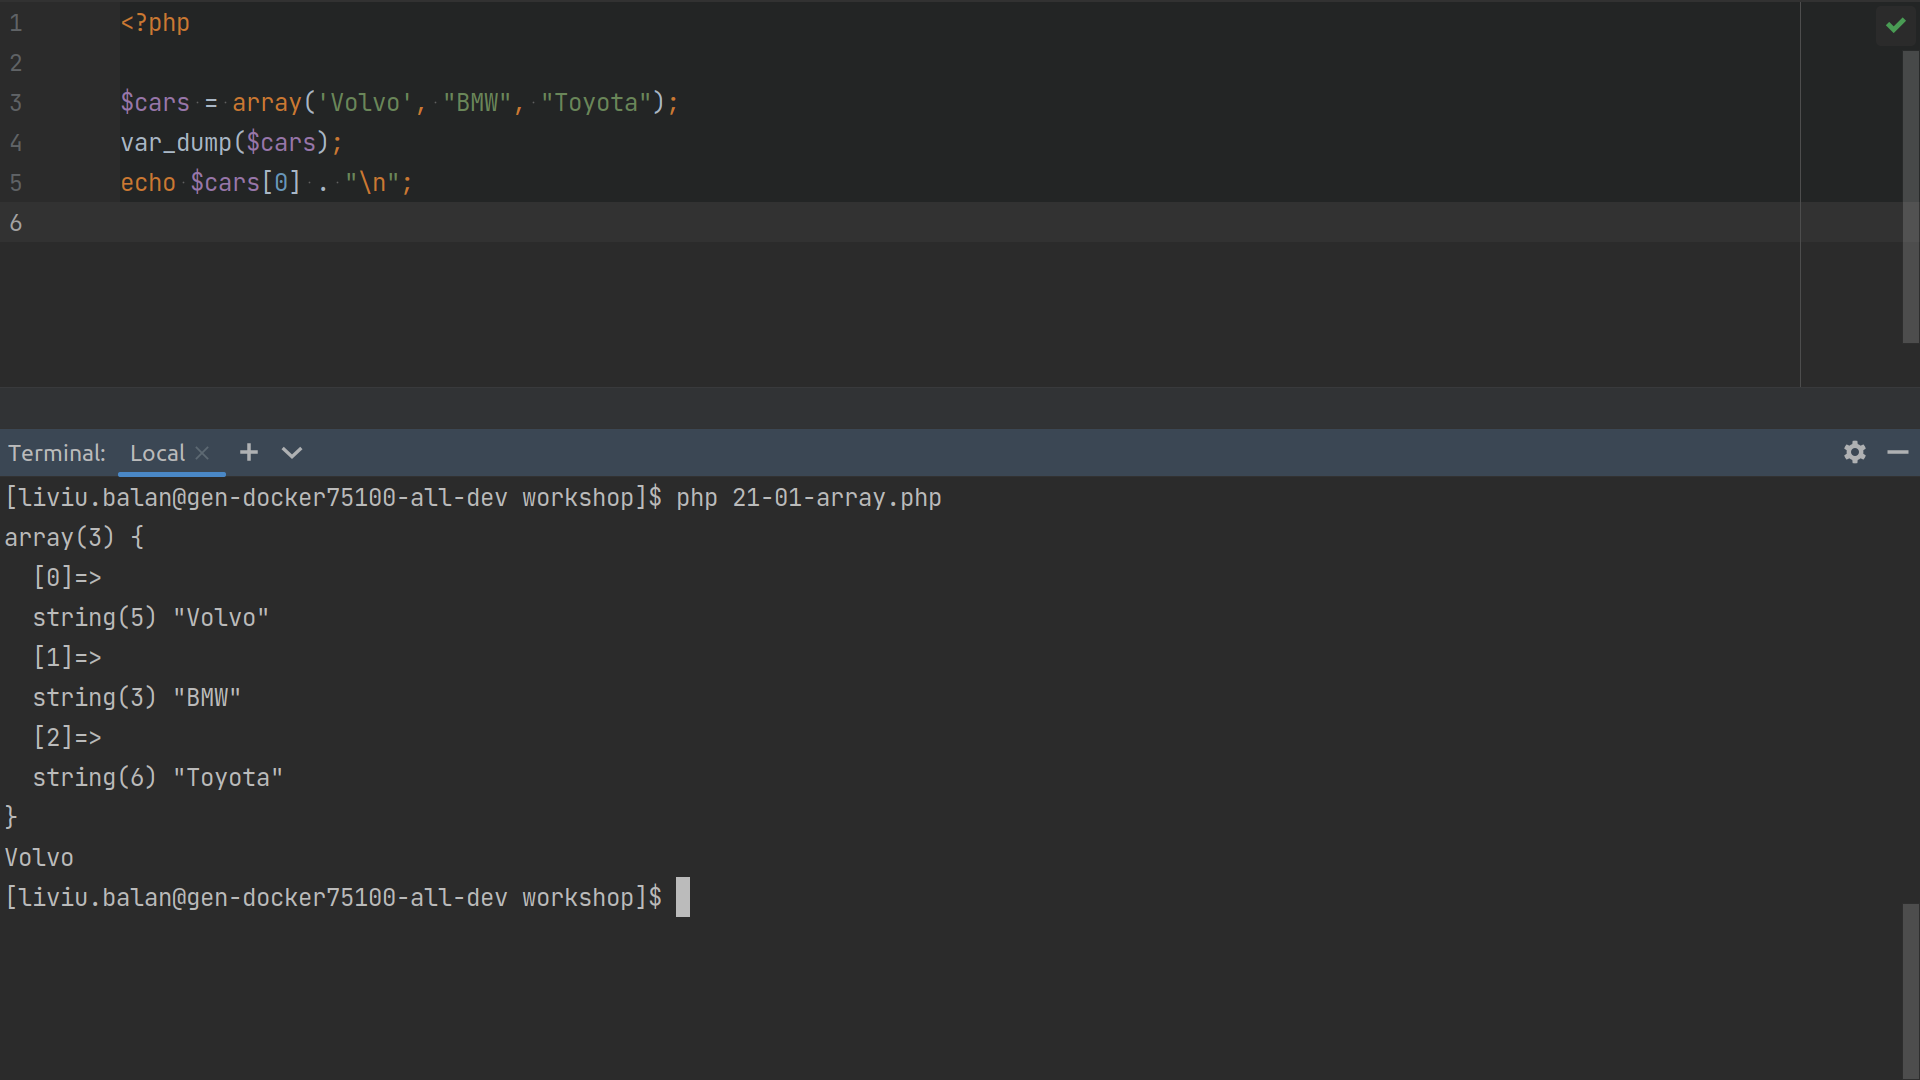 1 <?php
2
3 $cars = array('Volvo', "BMW", "Toyota");
4 var_dump($cars);
5 echo $cars[0] . "\n";
6
Terminal: Local
[liviu.balan@gen-docker75100-all-dev workshop]$ php 21-01-array.php
array(3) {
  [0]=>
  string(5) "Volvo"
  [1]=>
  string(3) "BMW"
  [2]=>
  string(6) "Toyota"
}
Volvo
[liviu.balan@gen-docker75100-all-dev workshop]$